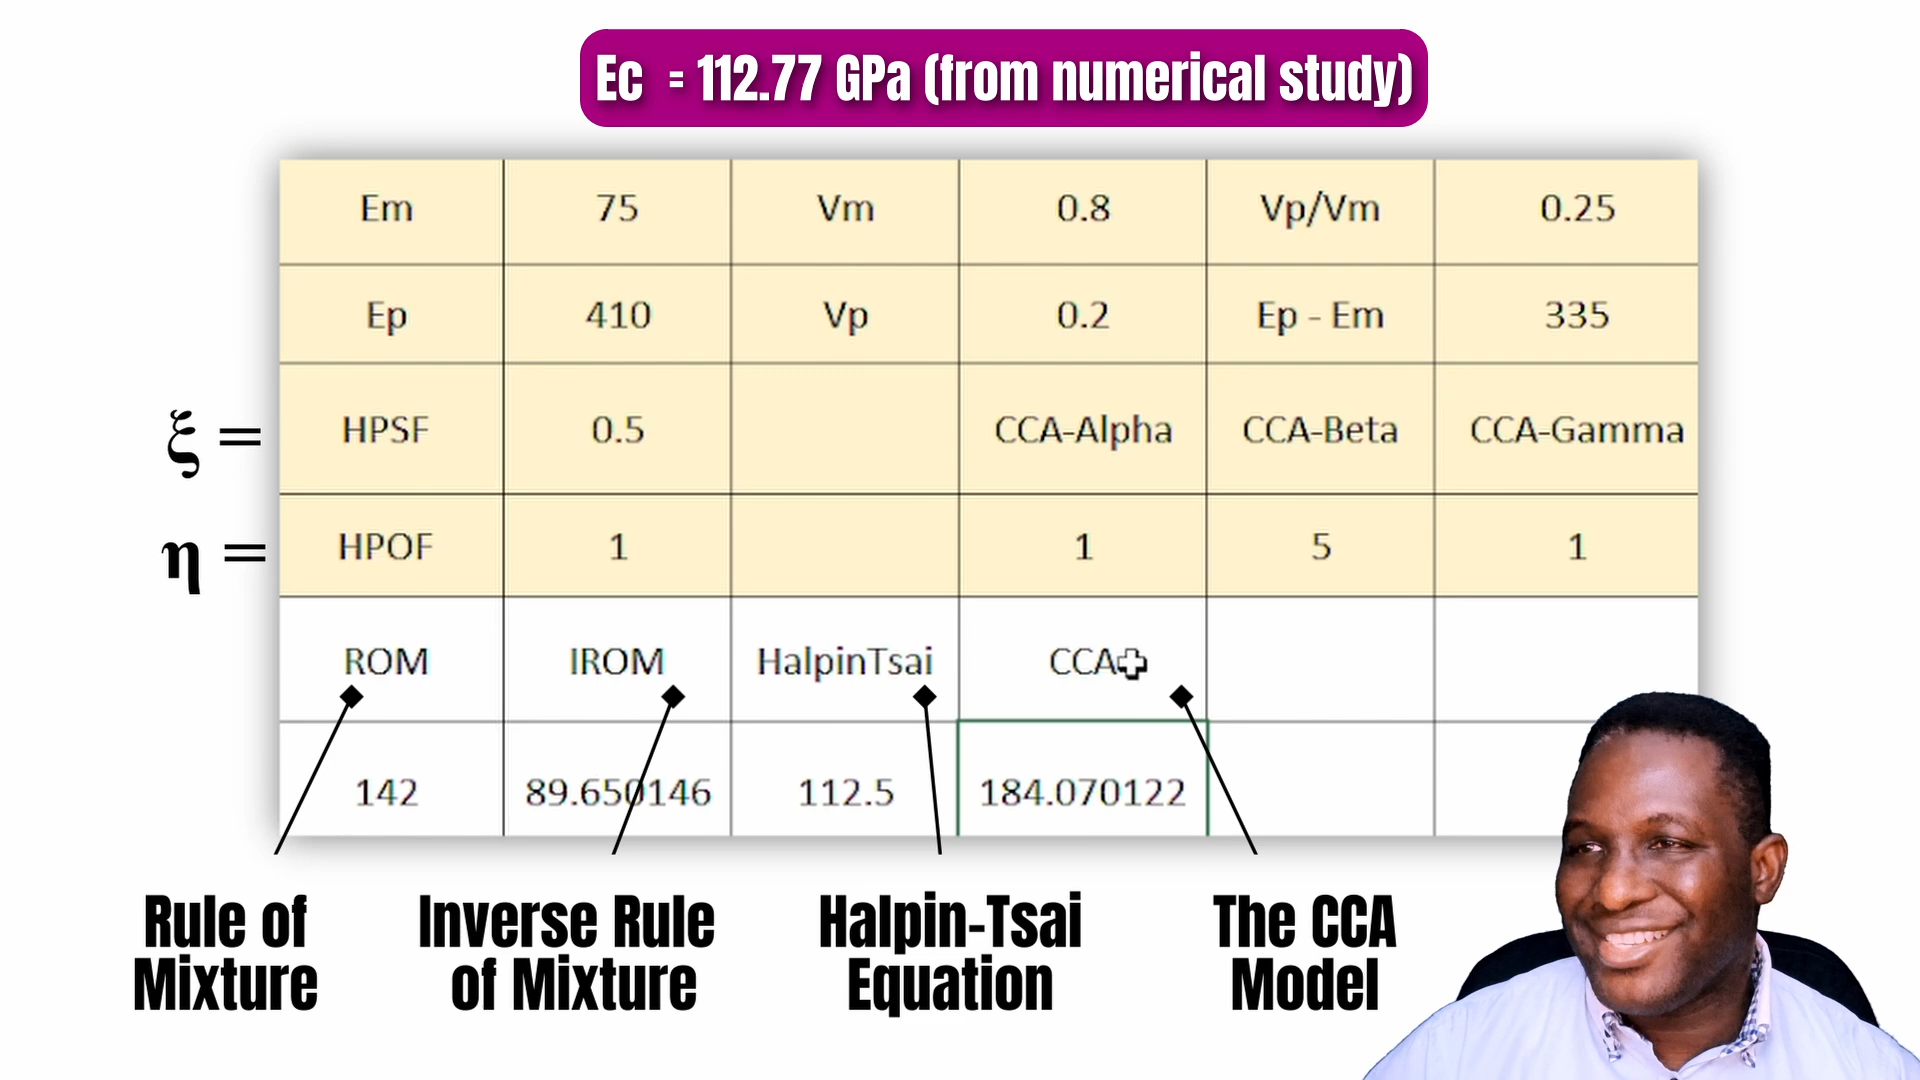 Ec = 112.77 GPa (from numerical study)
Em 75 Vm 0.8 Vp/Vm 0.25
Ep 410 Vp 0.2 Ep - Em 335
ξ = HPSF 0.5 CCA-Alpha CCA-Beta CCA-Gamma
η = HPOF 1 1 5 1
ROM IROM HalpinTsai CCA
142 89.650146 112.5 184.070122
Rule of Mixture
Inverse Rule of Mixture
Halpin-Tsai Equation
The CCA Model